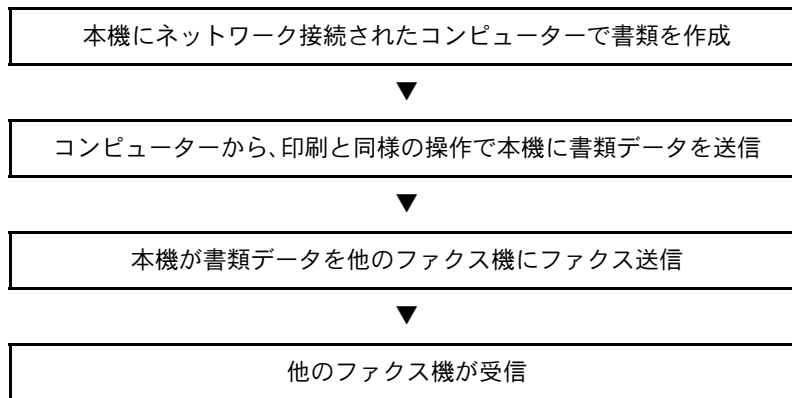 本機にネットワーク接続されたコンピューターで書類を作成
▼
コンピューターから、印刷と同様の操作で本機に書類データを送信
▼
本機が書類データを他のファクス機にファクス送信
▼
他のファクス機が受信